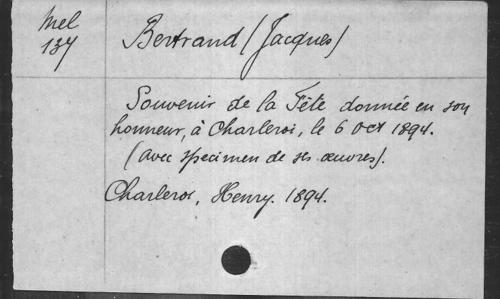 Mel
137
Bertrand (Jacques)
Souvenir de la Fête donnée en son
honneur, à Charleroi, le 6 oct 1894.
(avec specimen de ses œuvres).
Charleroi, Henry. 1894.